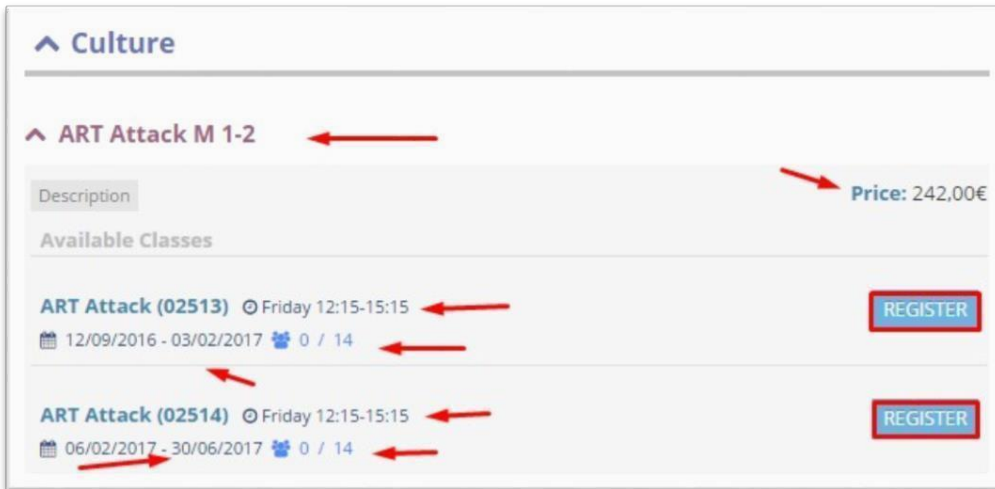 Culture
ART Attack M 1-2
Description
Price: 242,00€
Available Classes
ART Attack (02513) Friday 12:15-15:15
REGISTER
12/09/2016 - 03/02/2017 0 / 14
ART Attack (02514) Friday 12:15-15:15
REGISTER
06/02/2017 - 30/06/2017 0 / 14